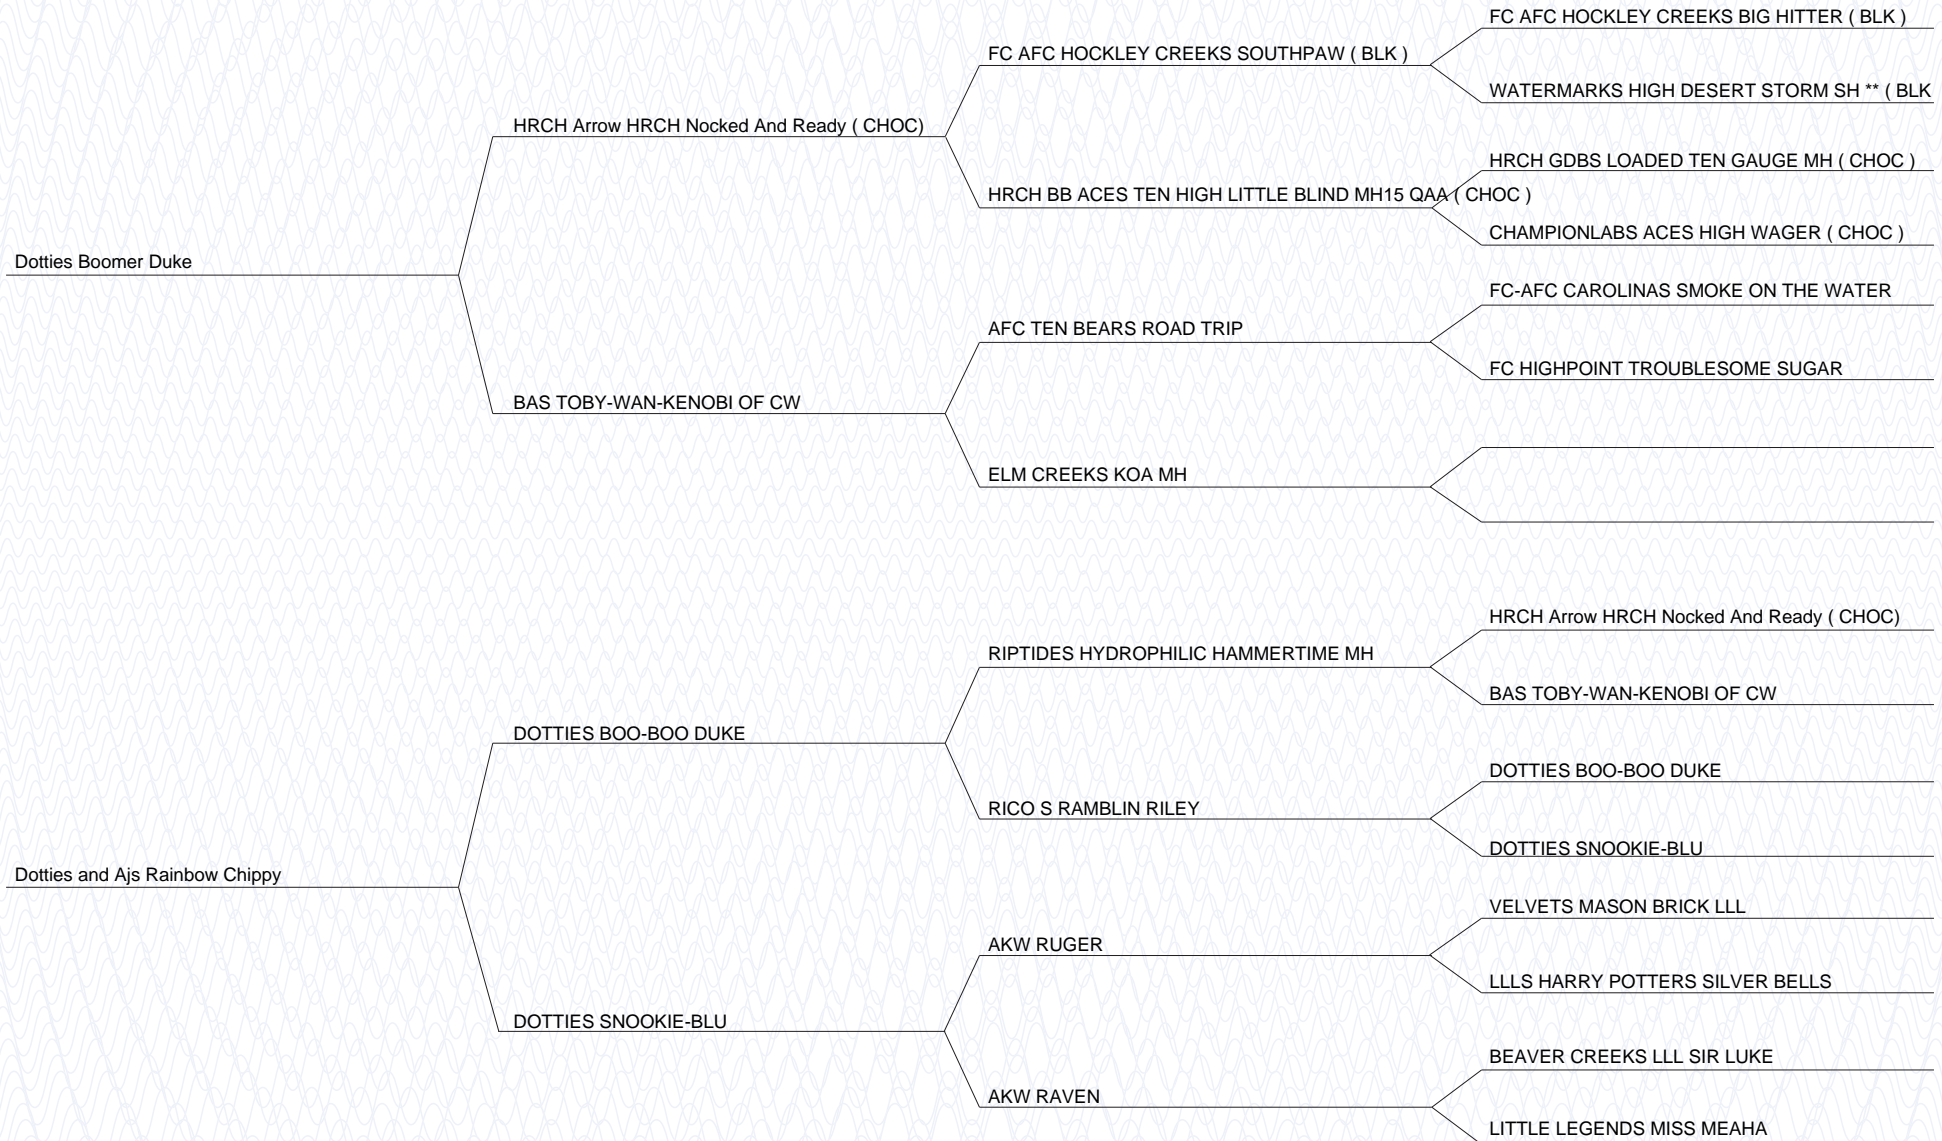 FC AFC HOCKLEY CREEKS BIG HITTER ( BLK )
FC AFC HOCKLEY CREEKS SOUTHPAW ( BLK )
WATERMARKS HIGH DESERT STORM SH ** ( BLK
HRCH Arrow HRCH Nocked And Ready ( CHOC)
HRCH GDBS LOADED TEN GAUGE MH ( CHOC )
HRCH BB ACES TEN HIGH LITTLE BLIND MH15 QAA ( CHOC )
CHAMPIONLABS ACES HIGH WAGER ( CHOC )
Dotties Boomer Duke
FC-AFC CAROLINAS SMOKE ON THE WATER
AFC TEN BEARS ROAD TRIP
FC HIGHPOINT TROUBLESOME SUGAR
BAS TOBY-WAN-KENOBI OF CW
ELM CREEKS KOA MH
HRCH Arrow HRCH Nocked And Ready ( CHOC)
RIPTIDES HYDROPHILIC HAMMERTIME MH
BAS TOBY-WAN-KENOBI OF CW
DOTTIES BOO-BOO DUKE
DOTTIES BOO-BOO DUKE
RICO S RAMBLIN RILEY
DOTTIES SNOOKIE-BLU
Dotties and Ajs Rainbow Chippy
VELVETS MASON BRICK LLL
AKW RUGER
LLLS HARRY POTTERS SILVER BELLS
DOTTIES SNOOKIE-BLU
BEAVER CREEKS LLL SIR LUKE
AKW RAVEN
LITTLE LEGENDS MISS MEAHA